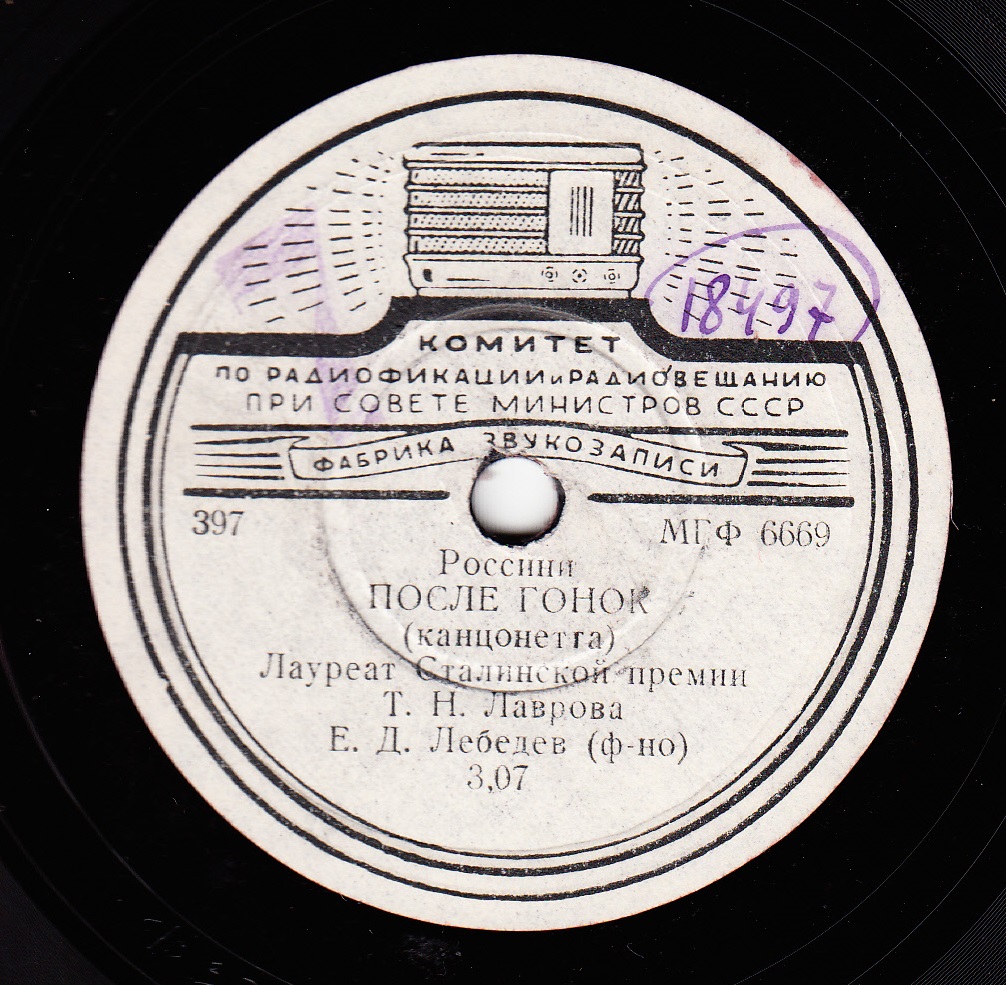 18497
КОМИТЕТ
ПО РАДИОФИКАЦИИ и РАДИОВЕЩАНИЮ
ПРИ СОВЕТЕ МИНИСТРОВ СССР
ФАБРИКА ЗВУКОЗАПИСИ
397 МГФ 6669
Россини
ПОСЛЕ ГОНОК
(канцонетта)
Лауреат Сталинской премии
Т. Н. Лаврова
Е. Д. Лебедев (ф-но)
3,07